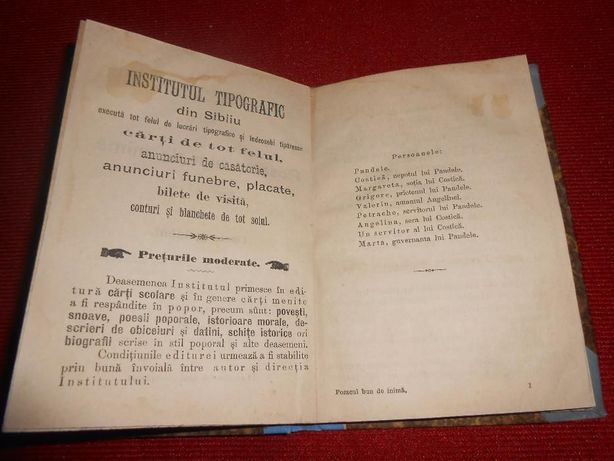 INSTITUTUL TIPOGRAFIC
din Sibiiu
execută tot felul de lucrări tipografice și îndeosebi tipăresce
cărți de tot felul,
anunciuri de casătorie,
anunciuri funebre, placate,
bilete de visită,
conturi și blanchete de tot soiul.
Prețurile moderate.
Deasemenea Institutul primesce în edi-
tură cărți scolare și în genere cărți menite
a fi respândite în popor, precum sûnt: povești,
snoave, poesii poporale, istorioare morale, de-
scrieri de obiceiuri și datini, schițe istorice ori
biografii scrise în stil poporal și alte deasemeni.
Condițiunile editurei urmează a fi stabilite
prin bună învoială între autor și direcția
Institutului.
Persoanele:
Pandele.
Costică, nepotul lui Pandele.
Margareta, soția lui Costică.
Grigore, prietenul lui Pandele.
Valeriu, amantul Angelinei.
Petrache, servitorul lui Pandele.
Angelina, sora lui Costică.
Un servitor al lui Costică.
Marta, guvernanta lui Pandele.
Poznacul bun de inimă.
1